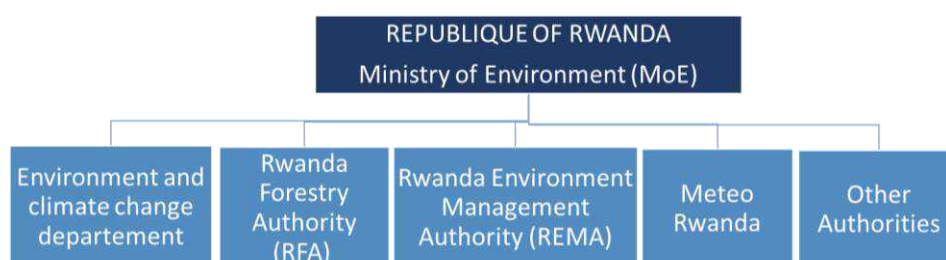 REPUBLIQUE OF RWANDA
Ministry of Environment (MoE)
Environment and
climate change
departement
Rwanda
Forestry
Authority
(RFA)
Rwanda Environment
Management
Authority (REMA)
Meteo
Rwanda
Other
Authorities